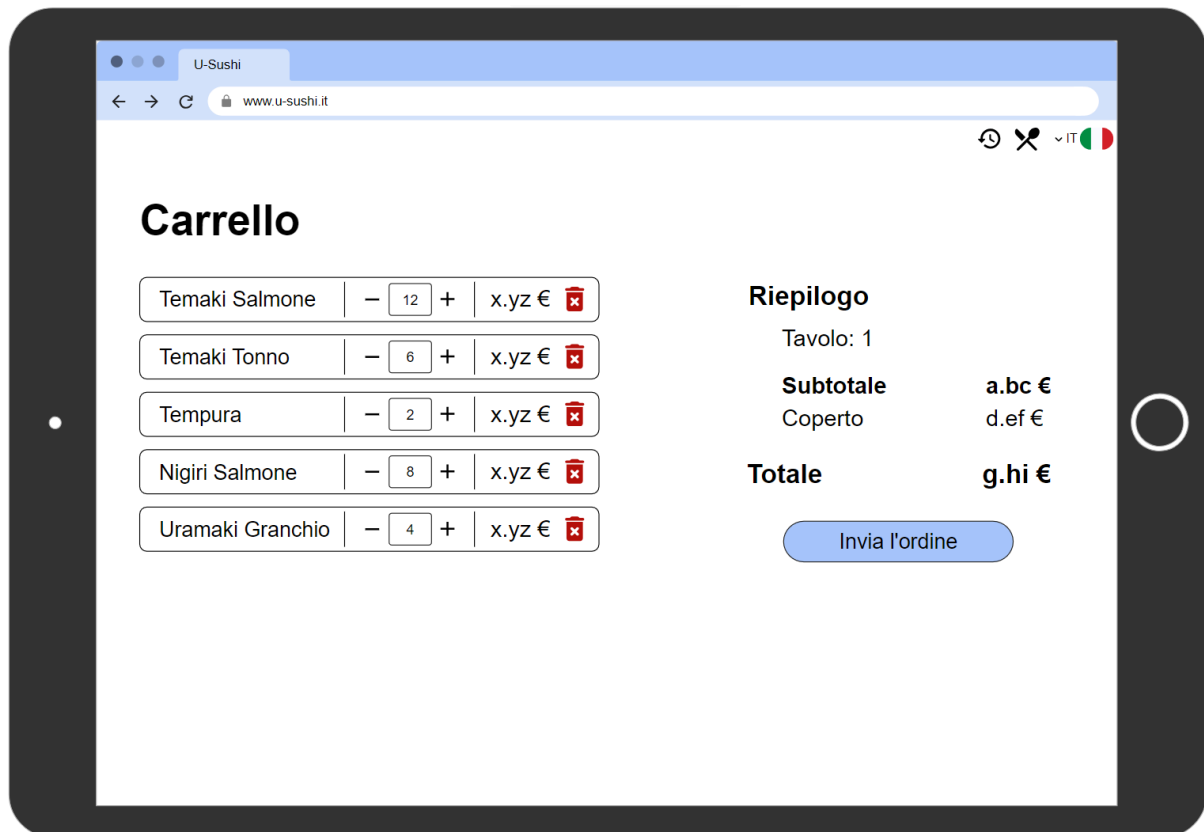 U-Sushi
www.u-sushi.it
IT
Carrello
Temaki Salmone − 12 + x.yz €
Temaki Tonno − 6 + x.yz €
Tempura − 2 + x.yz €
Nigiri Salmone − 8 + x.yz €
Uramaki Granchio − 4 + x.yz €
Riepilogo
Tavolo: 1
Subtotale a.bc €
Coperto d.ef €
Totale g.hi €
Invia l'ordine